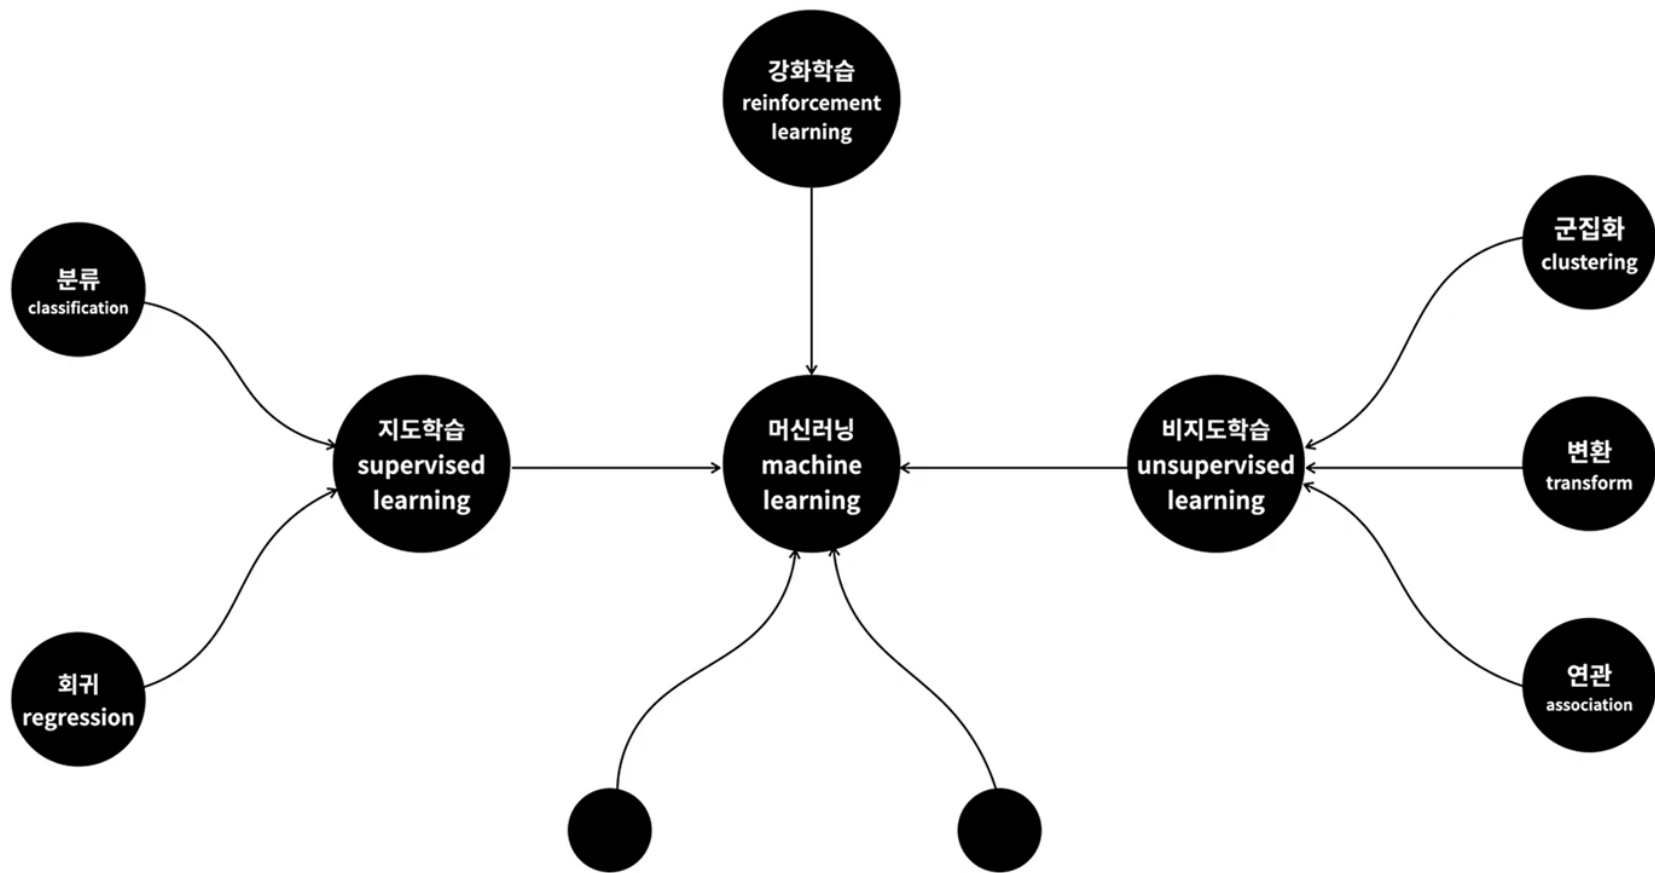 강화학습
reinforcement
learning
분류
classification
회귀
regression
지도학습
supervised
learning
머신러닝
machine
learning
비지도학습
unsupervised
learning
군집화
clustering
변환
transform
연관
association